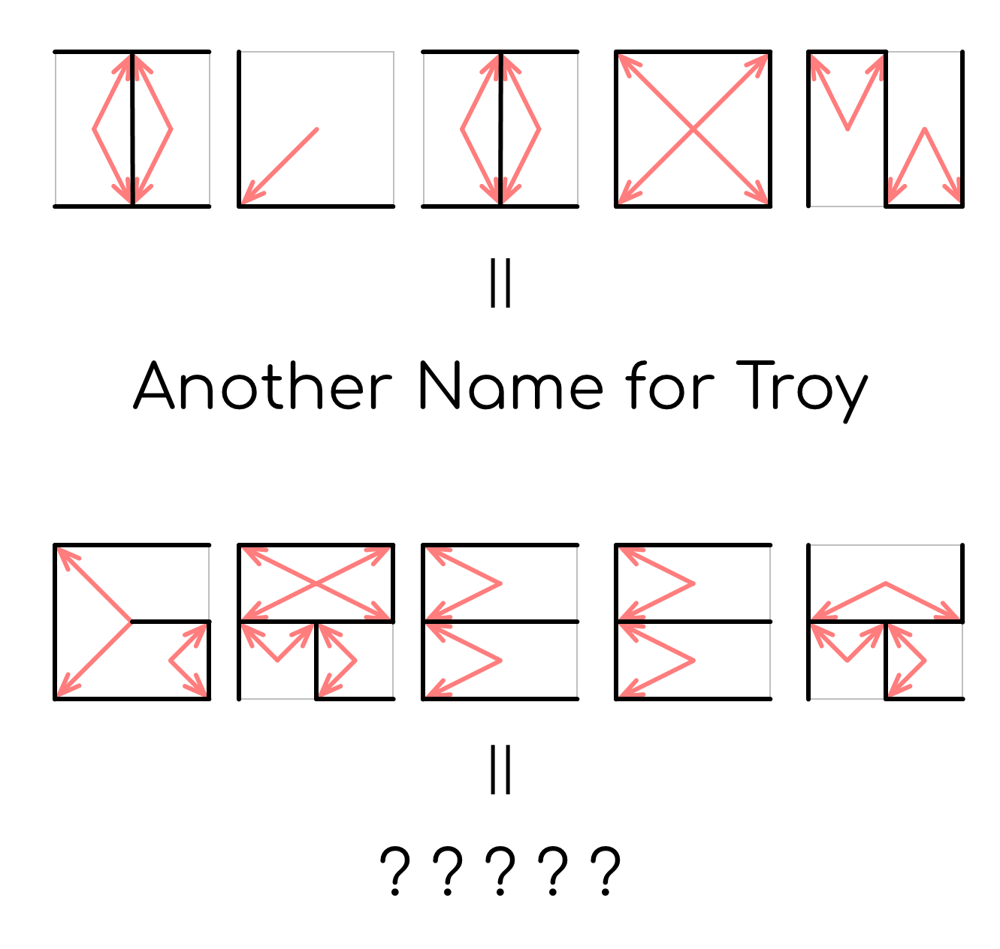 I L I O N
||
Another Name for Troy
G R E E K
||
? ? ? ? ?